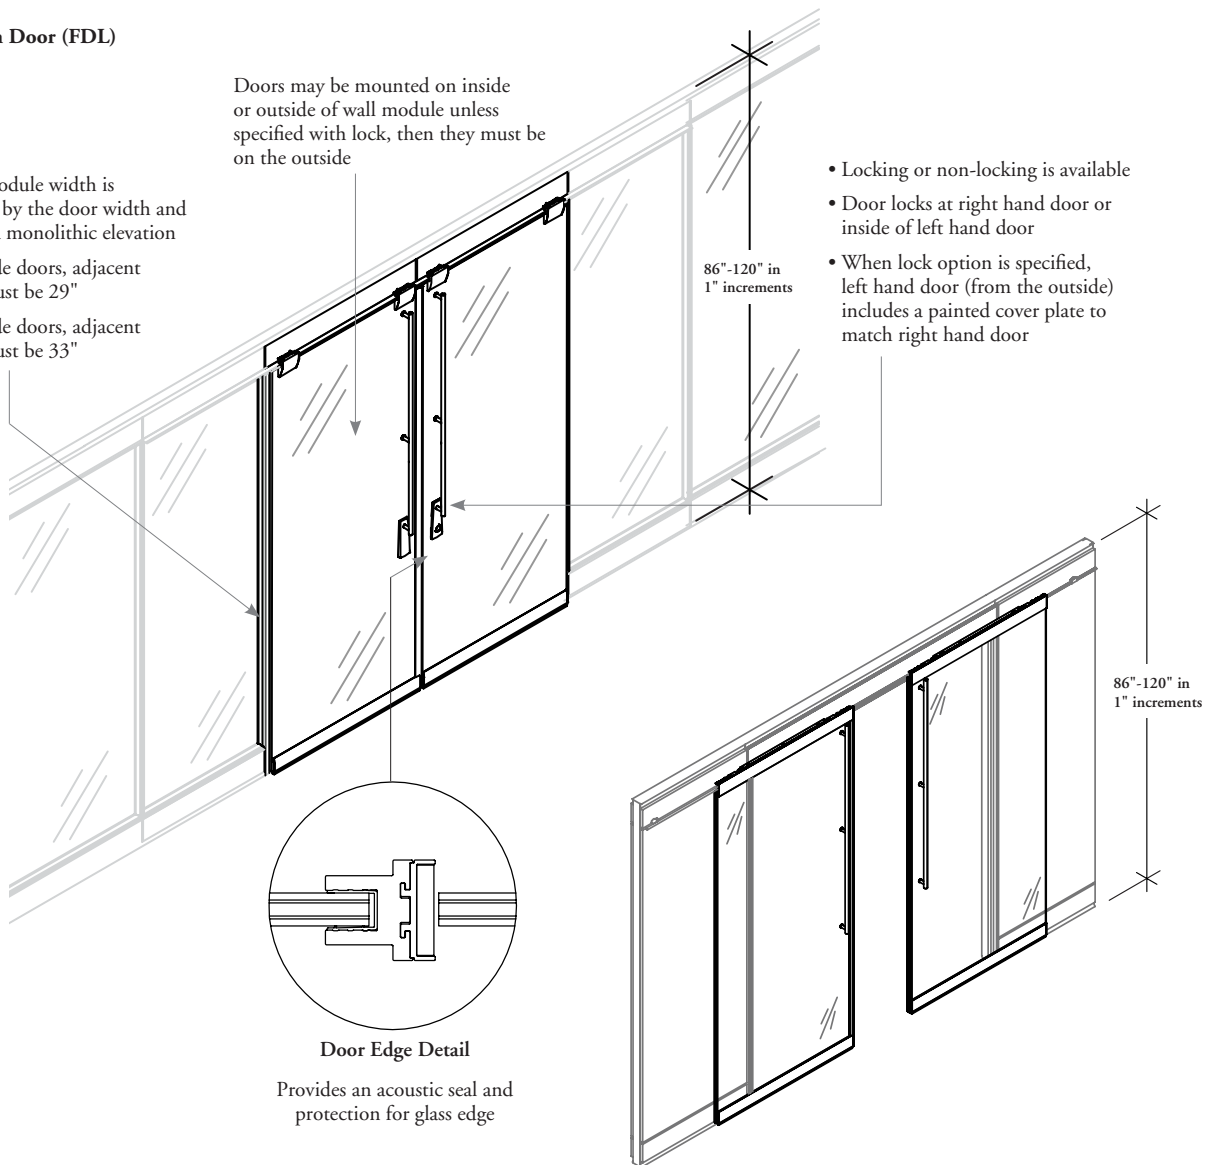 Door (FDL)
Doors may be mounted on inside
or outside of wall module unless
specified with lock, then they must be
on the outside
width is
by the door width and
monolithic elevation
doors, adjacent
be 29"
doors, adjacent
be 33"
• Locking or non-locking is available
• Door locks at right hand door or
inside of left hand door
• When lock option is specified,
left hand door (from the outside)
includes a painted cover plate to
match right hand door
86"-120" in
1" increments
86"-120" in
1" increments
Door Edge Detail
Provides an acoustic seal and
protection for glass edge